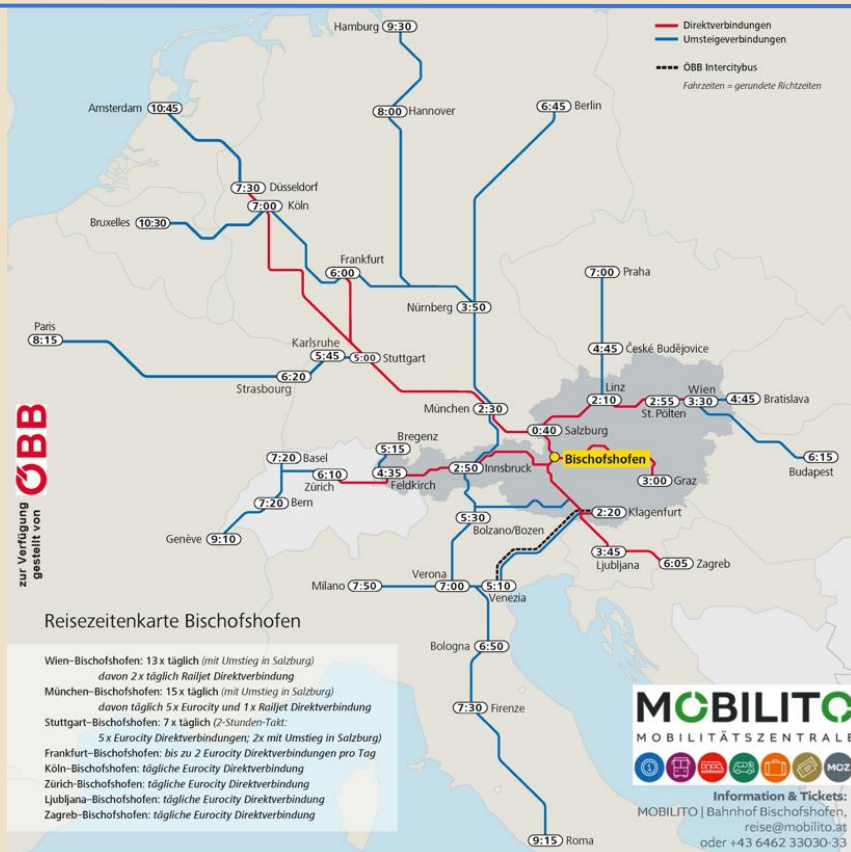 Hamburg 9:30
Direktverbindungen
Umsteigeverbindungen
ÖBB Intercitybus
Fahrzeiten = gerundete Richtzeiten
Amsterdam 10:45
8:00 Hannover
6:45 Berlin
7:30 Düsseldorf
7:00 Köln
Bruxelles 10:30
Frankfurt
6:00
7:00 Praha
Nürnberg 3:50
Paris
8:15
Karlsruhe
5:45
5:00 Stuttgart
4:45 České Budějovice
6:20
Strasbourg
München 2:30
Linz
2:10
2:55
St. Pölten
Wien
3:30
4:45 Bratislava
0:40 Salzburg
Bregenz
5:15
7:20 Basel
6:10
Zürich
4:35
Feldkirch
2:50 Innsbruck
Bischofshofen
6:15
Budapest
3:00 Graz
7:20
Bern
Genève 9:10
5:30
Bolzano/Bozen
2:20 Klagenfurt
3:45
Ljubljana
6:05 Zagreb
Milano 7:50
Verona
7:00
5:10
Venezia
Bologna 6:50
7:30 Firenze
9:15 Roma
zur Verfügung
gestellt von
ÖBB
Reisezeitenkarte Bischofshofen
Wien–Bischofshofen: 13 x täglich (mit Umstieg in Salzburg)
davon 2 x täglich Railjet Direktverbindung
München–Bischofshofen: 15 x täglich (mit Umstieg in Salzburg)
davon täglich 5 x Eurocity und 1 x Railjet Direktverbindung
Stuttgart–Bischofshofen: 7 x täglich (2-Stunden-Takt:
5 x Eurocity Direktverbindungen; 2x mit Umstieg in Salzburg)
Frankfurt–Bischofshofen: bis zu 2 Eurocity Direktverbindungen pro Tag
Köln–Bischofshofen: tägliche Eurocity Direktverbindung
Zürich–Bischofshofen: tägliche Eurocity Direktverbindung
Ljubljana–Bischofshofen: tägliche Eurocity Direktverbindung
Zagreb–Bischofshofen: tägliche Eurocity Direktverbindung
MOBILITO
MOBILITÄTSZENTRALE
MOZ
Information & Tickets:
MOBILITO | Bahnhof Bischofshofen,
reise@mobilito.at
oder +43 6462 33030-33